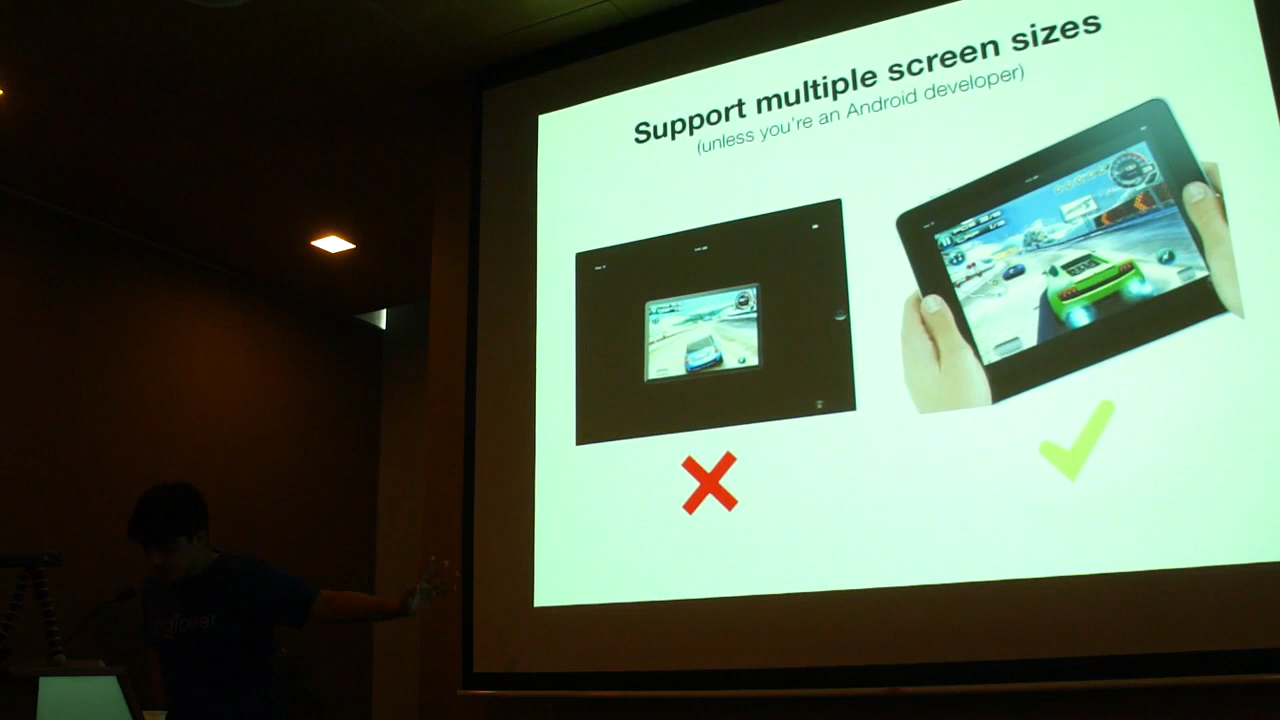 Support multiple screen sizes
(unless you're an Android developer)